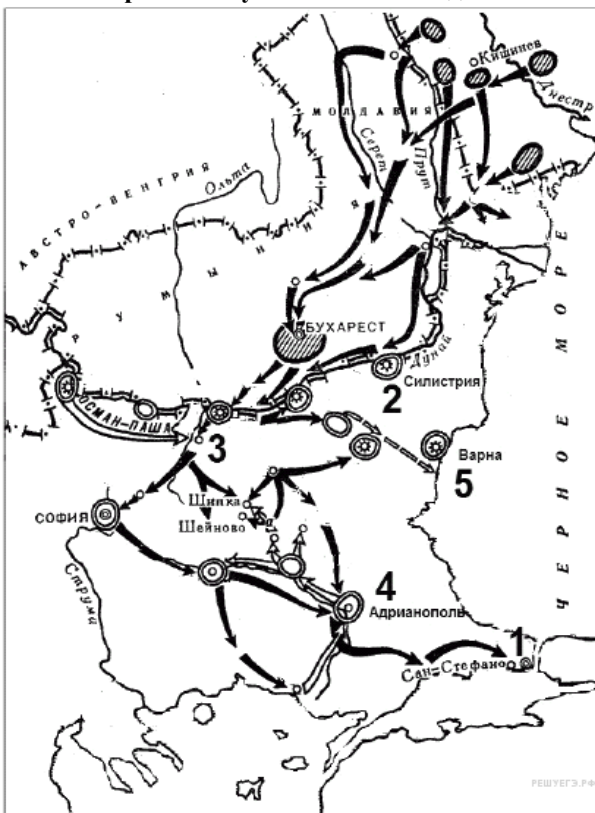 Кишинев
Днестр
МОЛДАВИЯ
Серет
Прут
АВСТРО-ВЕНГРИЯ
Ольта
РУМЫНИЯ
БУХАРЕСТ
Дунай
2
Силистрия
ОСМАН-ПАША
3
Варна
5
ЧЕРНОЕ МОРЕ
Шипка
Шейново
СОФИЯ
Струма
4
Адрианополь
1
Сан-Стефано
РЕШУЕГЭ.РФ